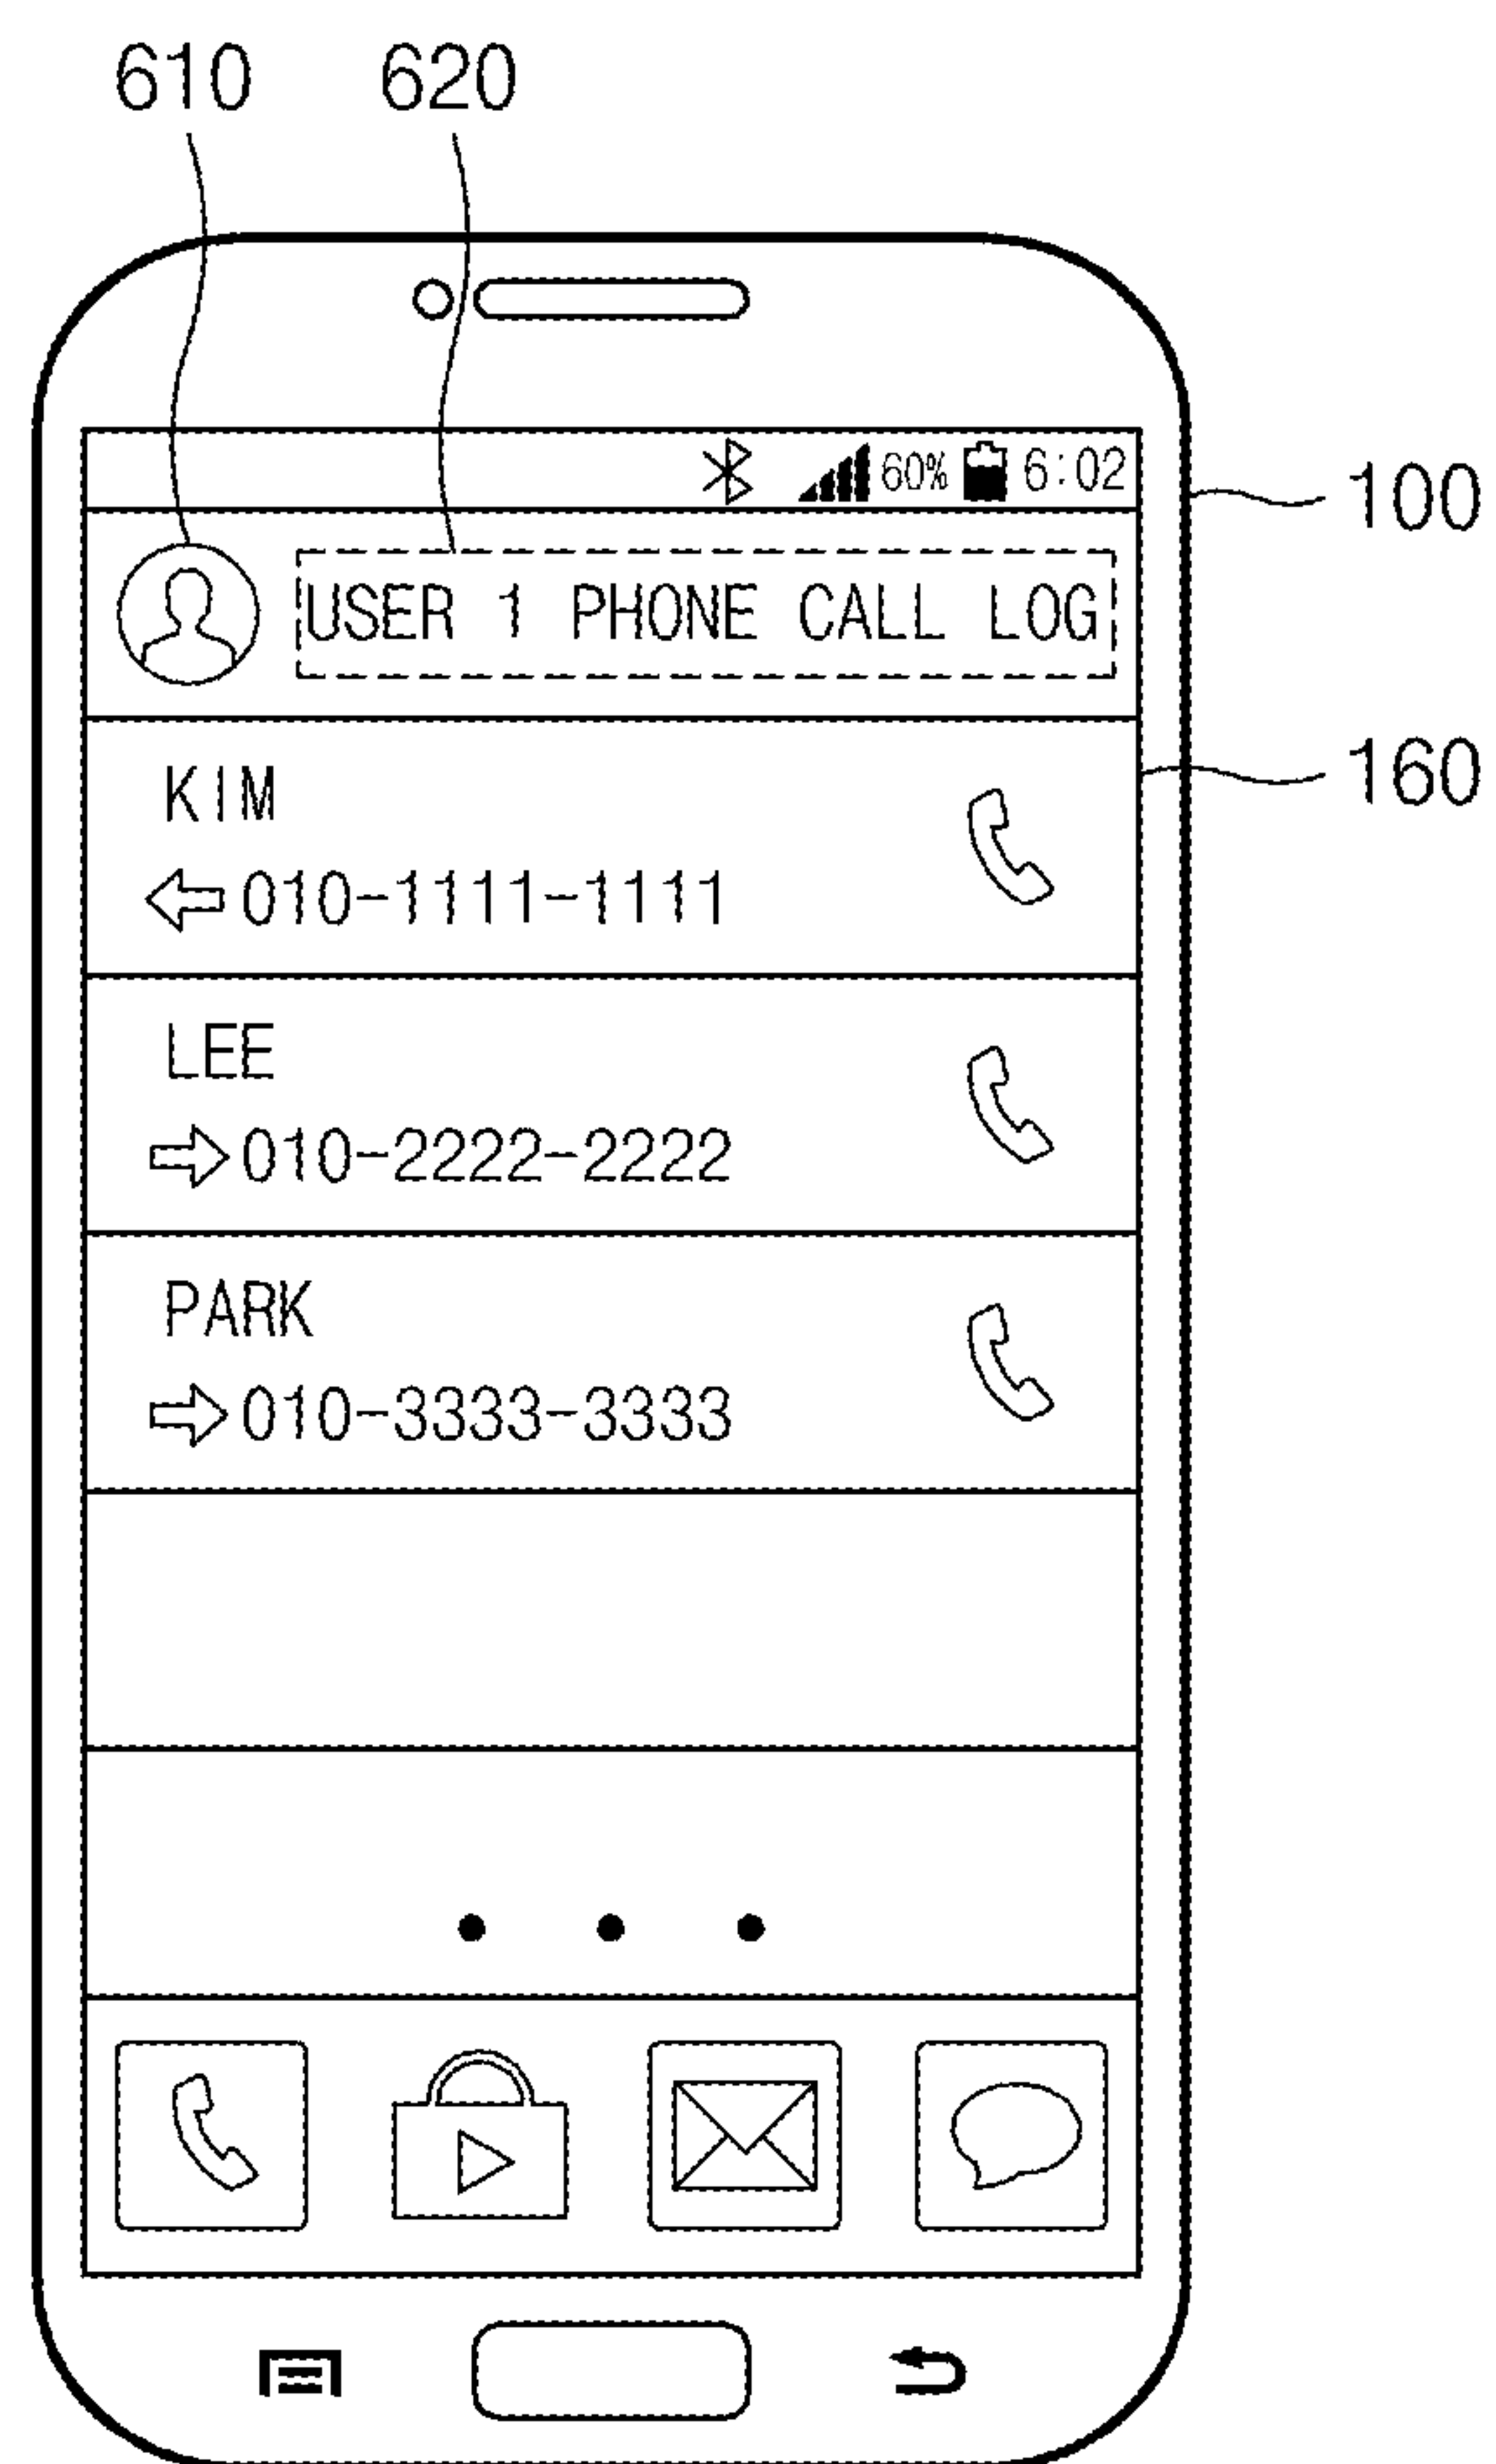 610 620
60% 6:02
100
USER 1 PHONE CALL LOG
160
KIM
010-1111-1111
LEE
010-2222-2222
PARK
010-3333-3333